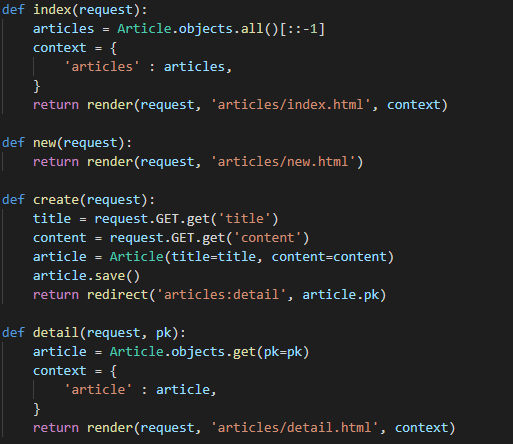 def index(request):
    articles = Article.objects.all()[::-1]
    context = {
        'articles' : articles,
    }
    return render(request, 'articles/index.html', context)

def new(request):
    return render(request, 'articles/new.html')

def create(request):
    title = request.GET.get('title')
    content = request.GET.get('content')
    article = Article(title=title, content=content)
    article.save()
    return redirect('articles:detail', article.pk)

def detail(request, pk):
    article = Article.objects.get(pk=pk)
    context = {
        'article' : article,
    }
    return render(request, 'articles/detail.html', context)